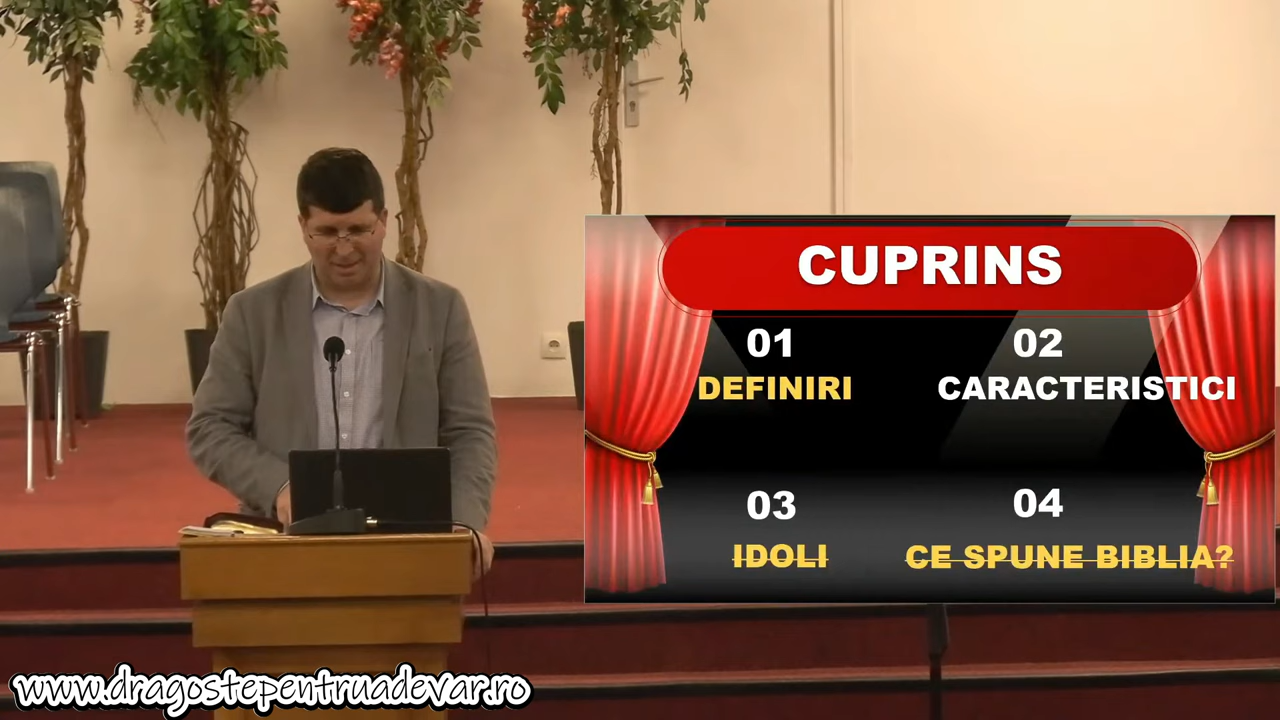 CUPRINS
01
DEFINIRI
02
CARACTERISTICI
03
IDOLI
04
CE SPUNE BIBLIA?
www.dragostepentruadevar.ro